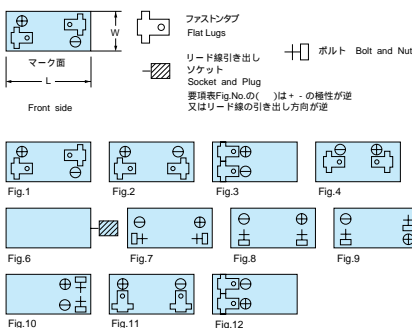 ⊕
⊖
マーク面
W
L
Front side
ファストンタブ
Flat Lugs
リード線引き出し
ソケット
Socket and Plug
ボルト Bolt and Nut
要項表Fig.No.の( )は + - の極性が逆
又はリード線の引き出し方向が逆
⊕ ⊖
Fig.1
⊕ ⊖
Fig.2
⊕
⊖
Fig.3
⊖ ⊕
Fig.4
Fig.6
⊖ ⊕
Fig.7
⊖ ⊕
Fig.8
⊖
⊕
Fig.9
⊕
⊖
Fig.10
⊕ ⊖
Fig.11
⊕
⊖
Fig.12